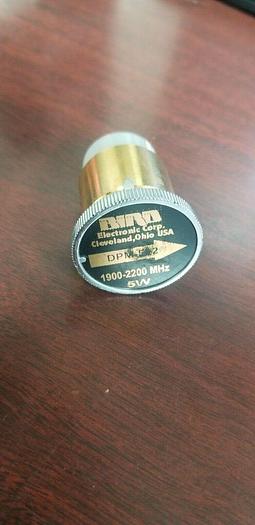 BIRD
Electronic Corp.
Cleveland,Ohio USA
1900-2200 MHz
5W